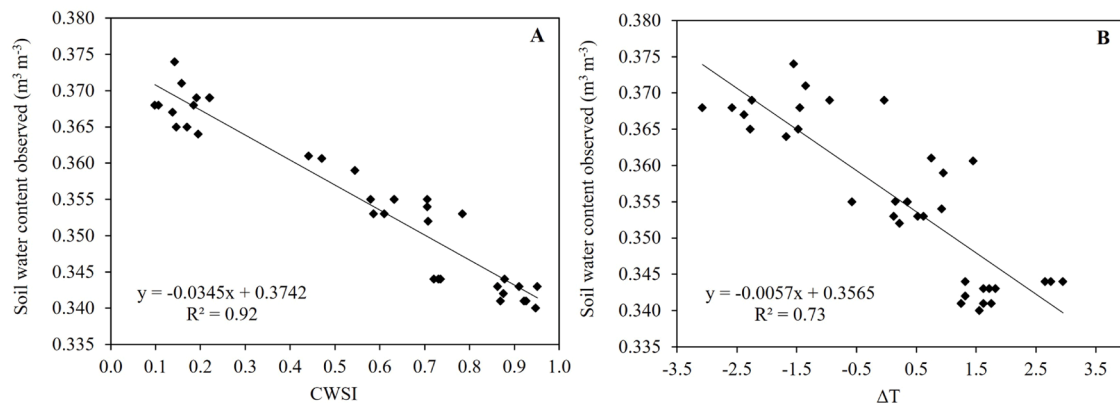 A
Soil water content observed (m³ m⁻³)
0.380
0.375
0.370
0.365
0.360
0.355
0.350
0.345
0.340
0.335
y = -0.0345x + 0.3742
R² = 0.92
0.0 0.1 0.2 0.3 0.4 0.5 0.6 0.7 0.8 0.9 1.0
CWSI
B
Soil water content observed (m³ m⁻³)
0.380
0.375
0.370
0.365
0.360
0.355
0.350
0.345
0.340
0.335
y = -0.0057x + 0.3565
R² = 0.73
-3.5 -2.5 -1.5 -0.5 0.5 1.5 2.5 3.5
ΔT